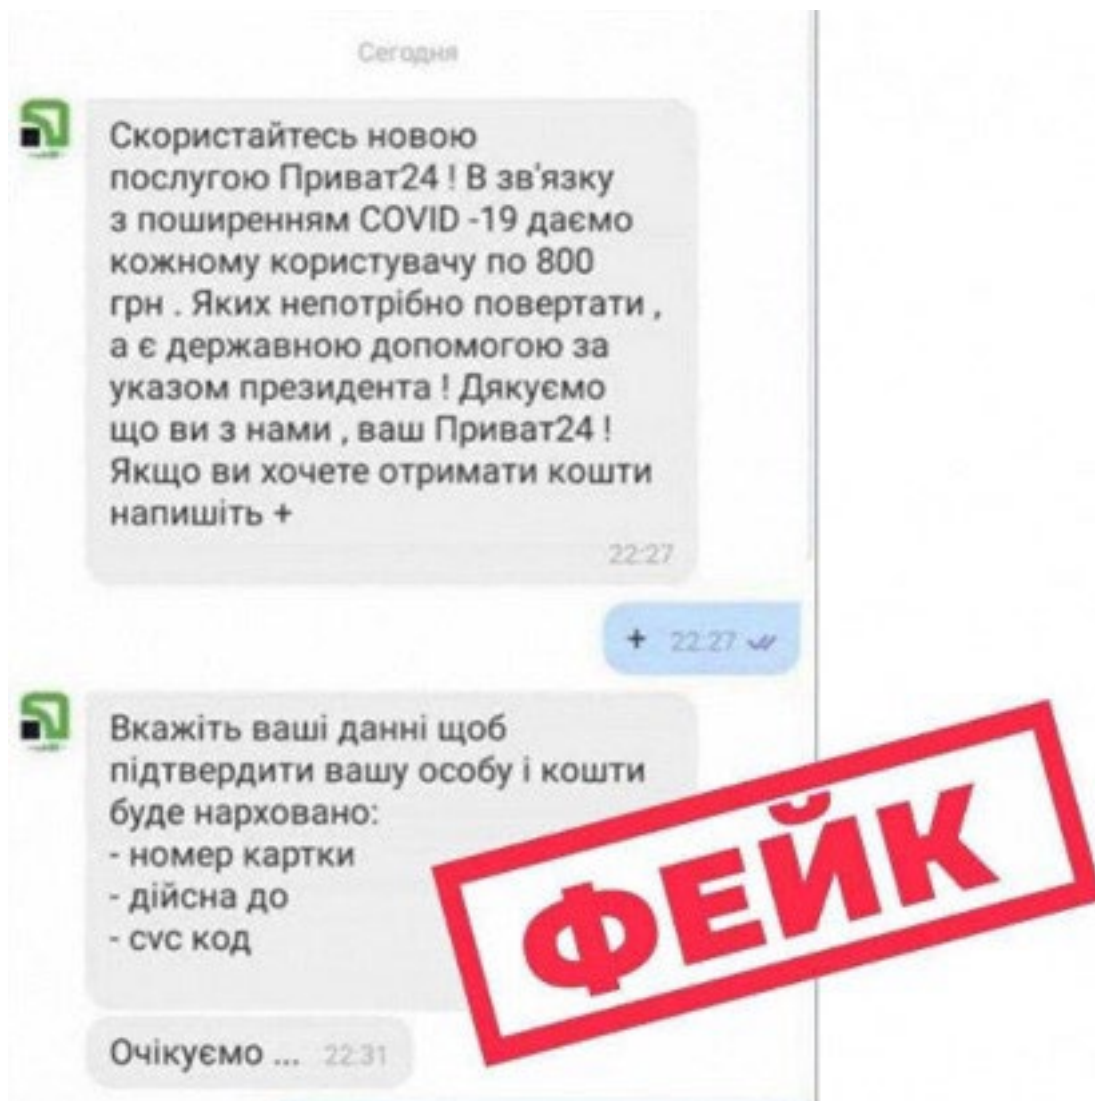 Сегодня
Скористайтесь новою
послугою Приват24 ! В зв'язку
з поширенням COVID -19 даємо
кожному користувачу по 800
грн . Яких непотрібно повертати ,
а є державною допомогою за
указом президента ! Дякуємо
що ви з нами , ваш Приват24 !
Якщо ви хочете отримати кошти
напишіть +
22:27
+ 22:27
Вкажіть ваші данні щоб
підтвердити вашу особу і кошти
буде нарховано:
- номер картки
- дійсна до
- cvc код
ФЕЙК
Очікуємо ... 22:31